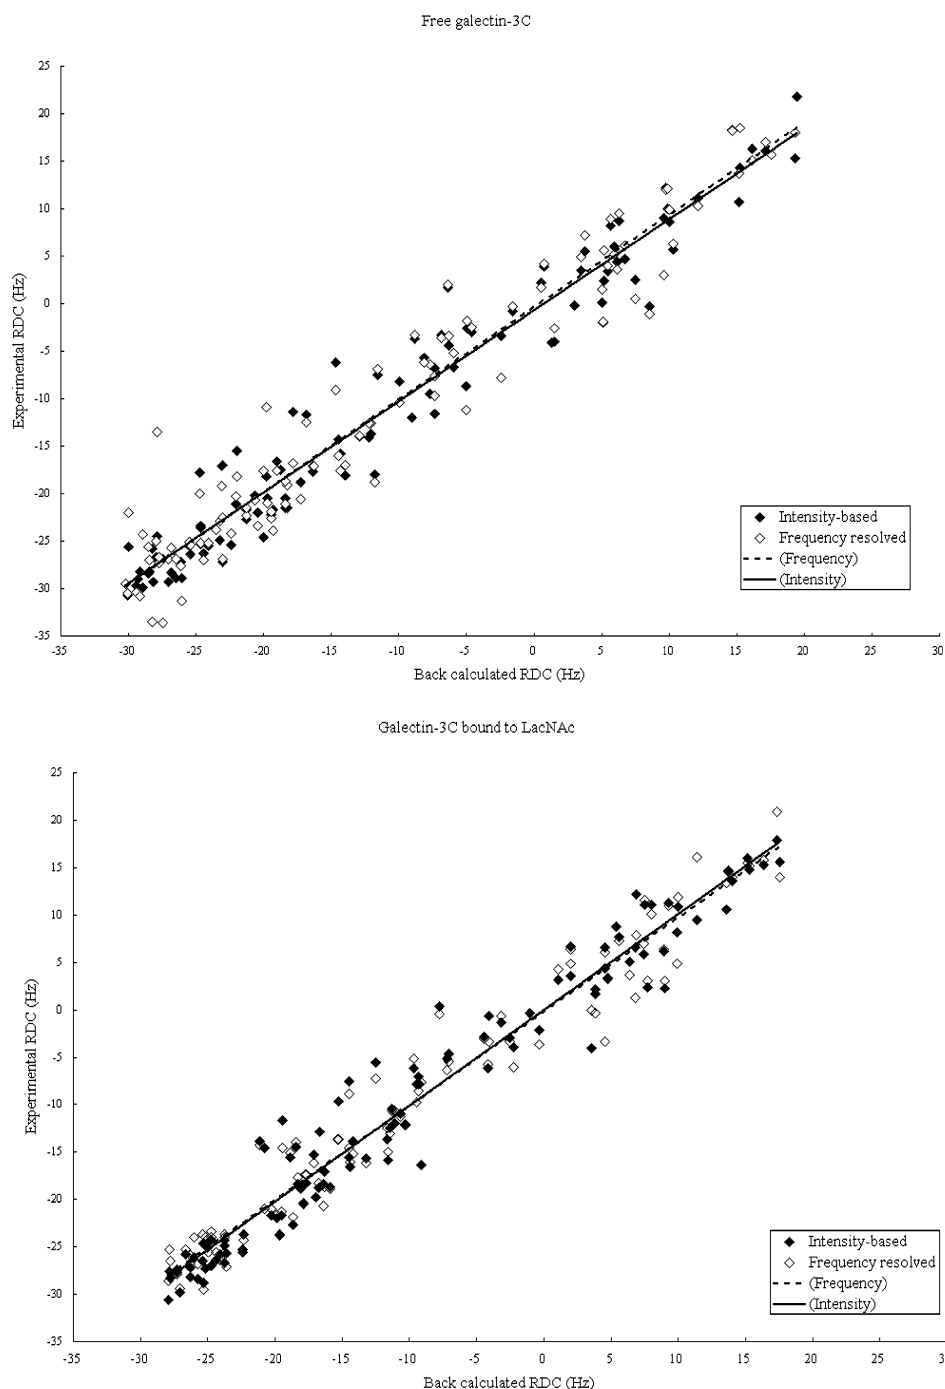 Free galectin-3C
25
20
15
10
5
0
-5
-10
-15
-20
-25
-30
-35
Experimental RDC (Hz)
Intensity-based
Frequency resolved
(Frequency)
(Intensity)
-35 -30 -25 -20 -15 -10 -5 0 5 10 15 20 25 30
Back calculated RDC (Hz)
Galectin-3C bound to LacNAc
25
20
15
10
5
0
-5
-10
-15
-20
-25
-30
-35
Experimental RDC (Hz)
Intensity-based
Frequency resolved
(Frequency)
(Intensity)
-35 -30 -25 -20 -15 -10 -5 0 5 10 15 20 25
Back calculated RDC (Hz)